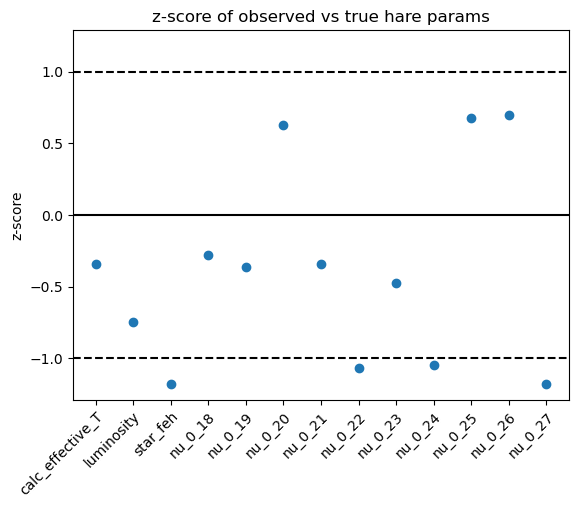 z-score of observed vs true hare params
z-score
1.0
0.5
0.0
−0.5
−1.0
calc_effective_T
luminosity
star_feh
nu_0_18
nu_0_19
nu_0_20
nu_0_21
nu_0_22
nu_0_23
nu_0_24
nu_0_25
nu_0_26
nu_0_27